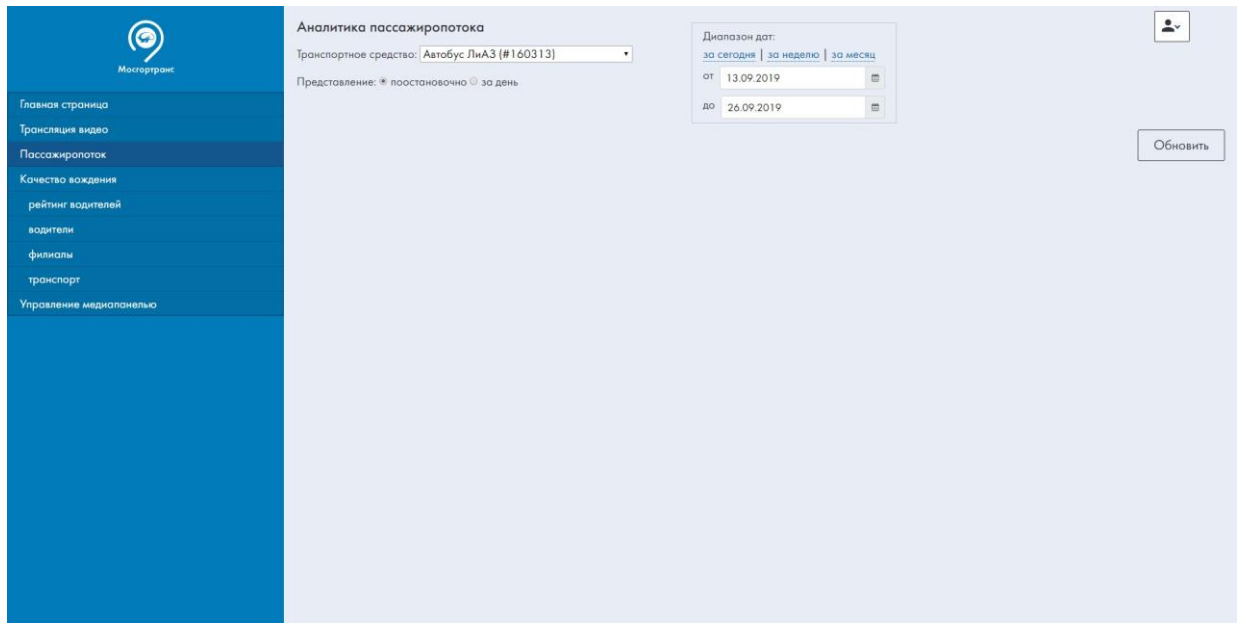 Мосгортранс
Главная страница
Трансляция видео
Пассажиропоток
Качество вождения
рейтинг водителей
водители
филиалы
транспорт
Управление медиапанелью
Аналитика пассажиропотока
Транспортное средство: Автобус ЛиАЗ (#160313)
Представление: поостановочно за день
Диапазон дат:
за сегодня | за неделю | за месяц
от 13.09.2019
до 26.09.2019
Обновить